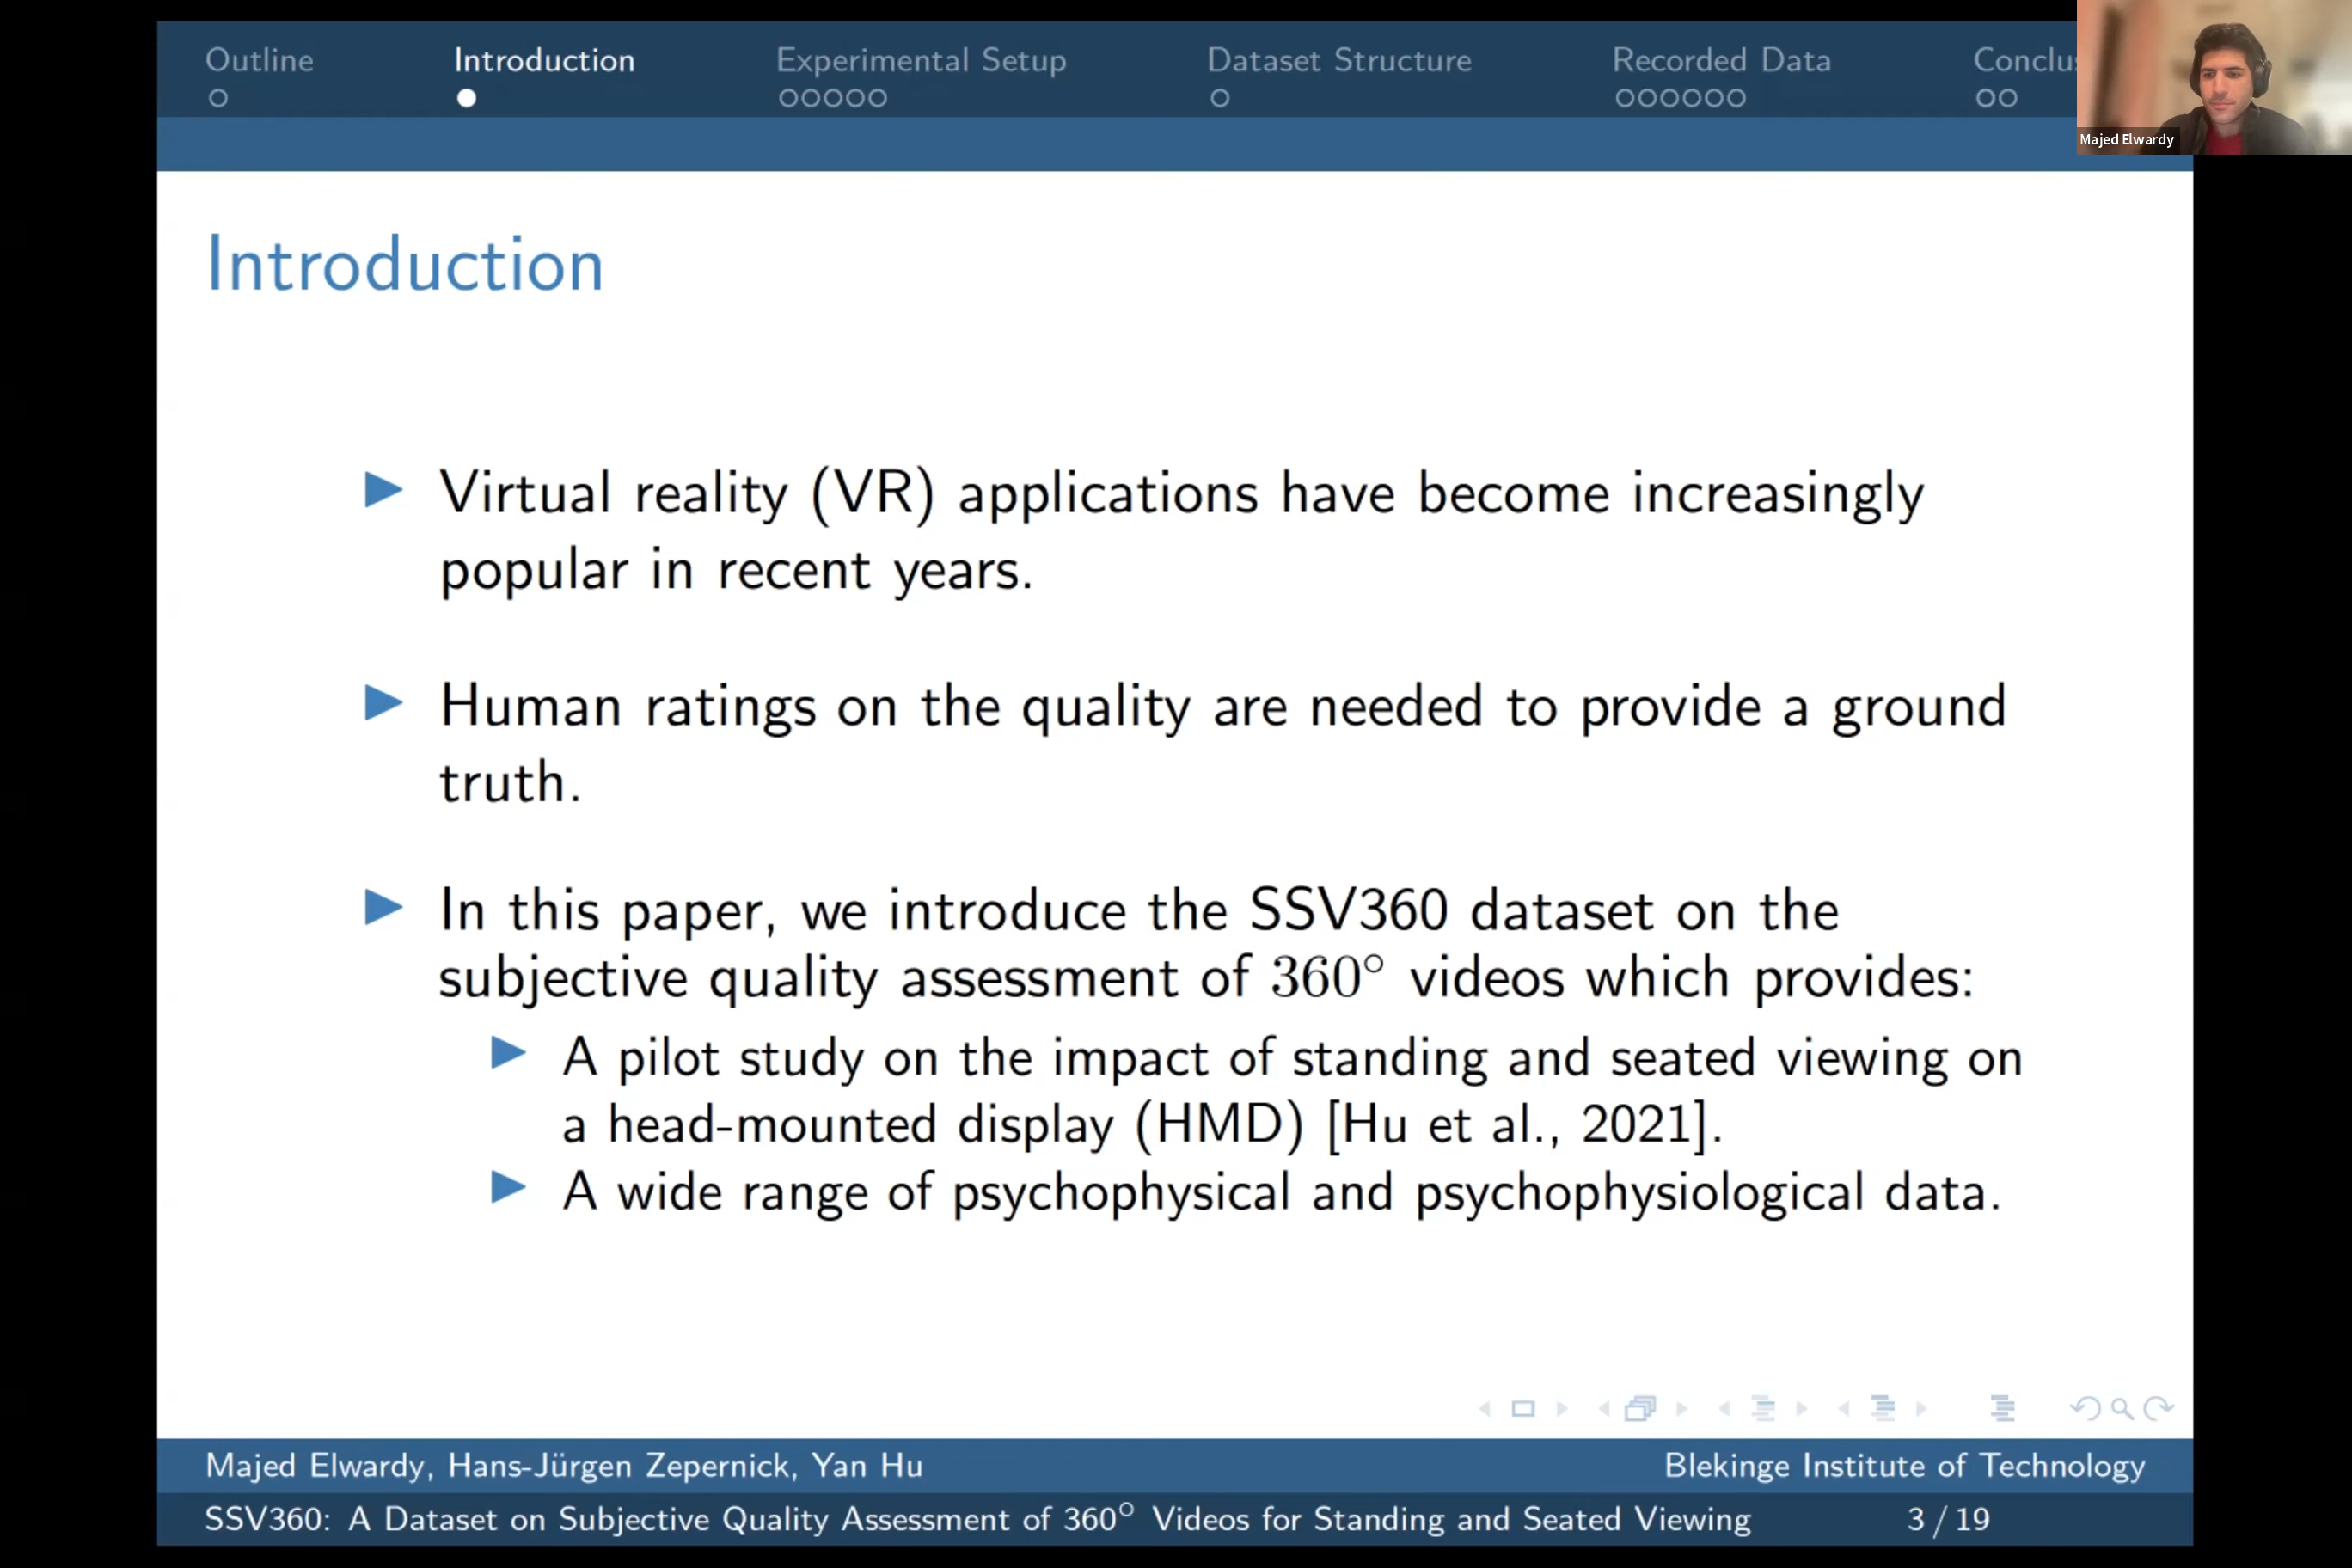 Outline Introduction Experimental Setup Dataset Structure Recorded Data Conclu
Majed Elwardy
Introduction
Virtual reality (VR) applications have become increasingly
popular in recent years.
Human ratings on the quality are needed to provide a ground
truth.
In this paper, we introduce the SSV360 dataset on the
subjective quality assessment of 360° videos which provides:
A pilot study on the impact of standing and seated viewing on
a head-mounted display (HMD) [Hu et al., 2021].
A wide range of psychophysical and psychophysiological data.
Majed Elwardy, Hans-Jürgen Zepernick, Yan Hu Blekinge Institute of Technology
SSV360: A Dataset on Subjective Quality Assessment of 360° Videos for Standing and Seated Viewing 3 / 19